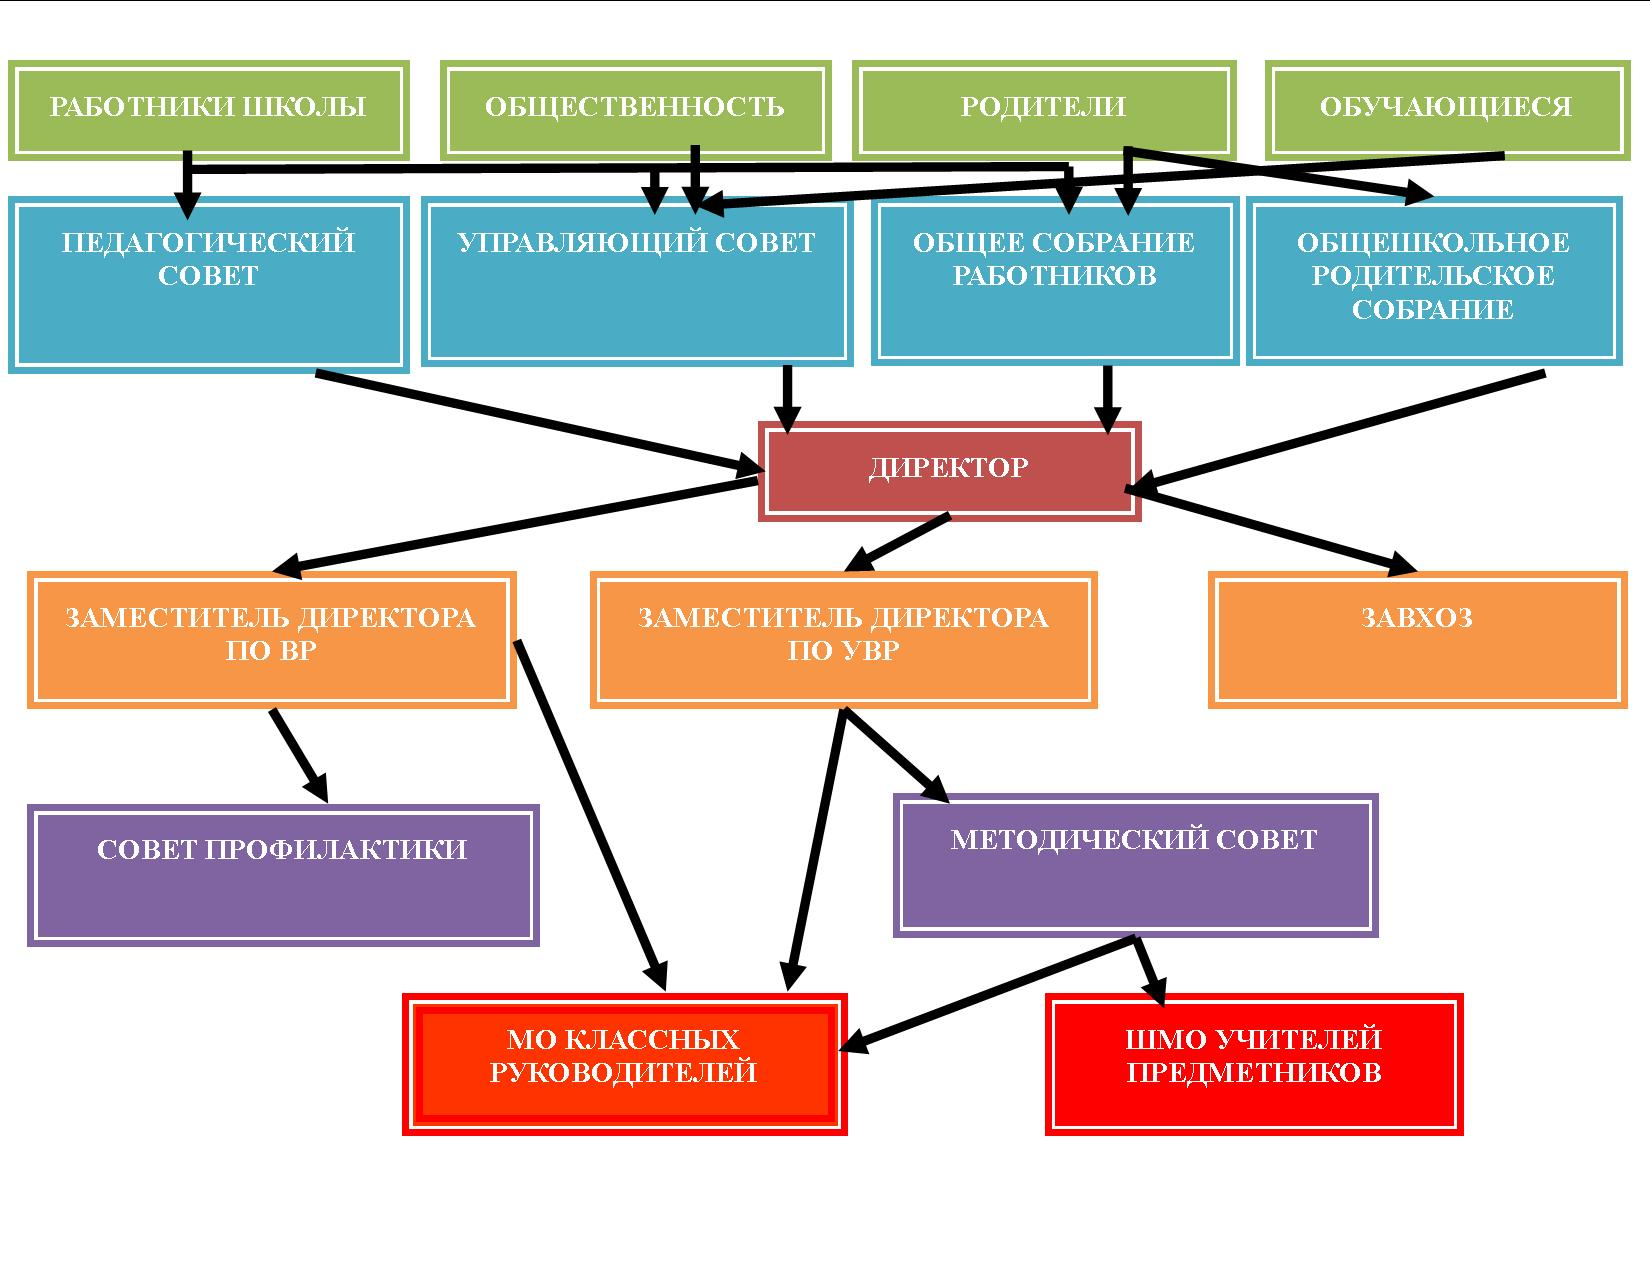 РАБОТНИКИ ШКОЛЫ
ОБЩЕСТВЕННОСТЬ
РОДИТЕЛИ
ОБУЧАЮЩИЕСЯ
ПЕДАГОГИЧЕСКИЙ
СОВЕТ
УПРАВЛЯЮЩИЙ СОВЕТ
ОБЩЕЕ СОБРАНИЕ
РАБОТНИКОВ
ОБЩЕШКОЛЬНОЕ
РОДИТЕЛЬСКОЕ
СОБРАНИЕ
ДИРЕКТОР
ЗАМЕСТИТЕЛЬ ДИРЕКТОРА
ПО ВР
ЗАМЕСТИТЕЛЬ ДИРЕКТОРА
ПО УВР
ЗАВХОЗ
СОВЕТ ПРОФИЛАКТИКИ
МЕТОДИЧЕСКИЙ СОВЕТ
МО КЛАССНЫХ
РУКОВОДИТЕЛЕЙ
ШМО УЧИТЕЛЕЙ
ПРЕДМЕТНИКОВ